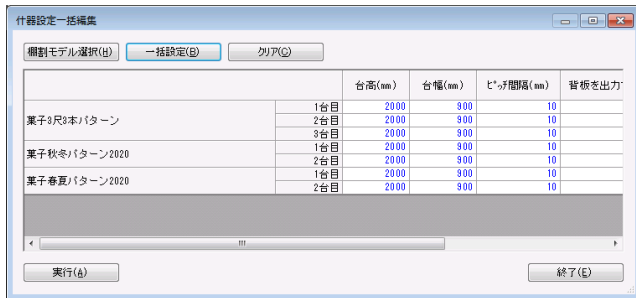 什器設定一括編集
棚割モデル選択(H) 一括設定(B) クリア(C)
台高(mm) 台幅(mm) ピッチ間隔(mm) 背板を出力
菓子3尺3本パターン 1台目 2000 900 10
2台目 2000 900 10
3台目 2000 900 10
菓子秋冬パターン2020 1台目 2000 900 10
2台目 2000 900 10
菓子春夏パターン2020 1台目 2000 900 10
2台目 2000 900 10
実行(A) 終了(E)